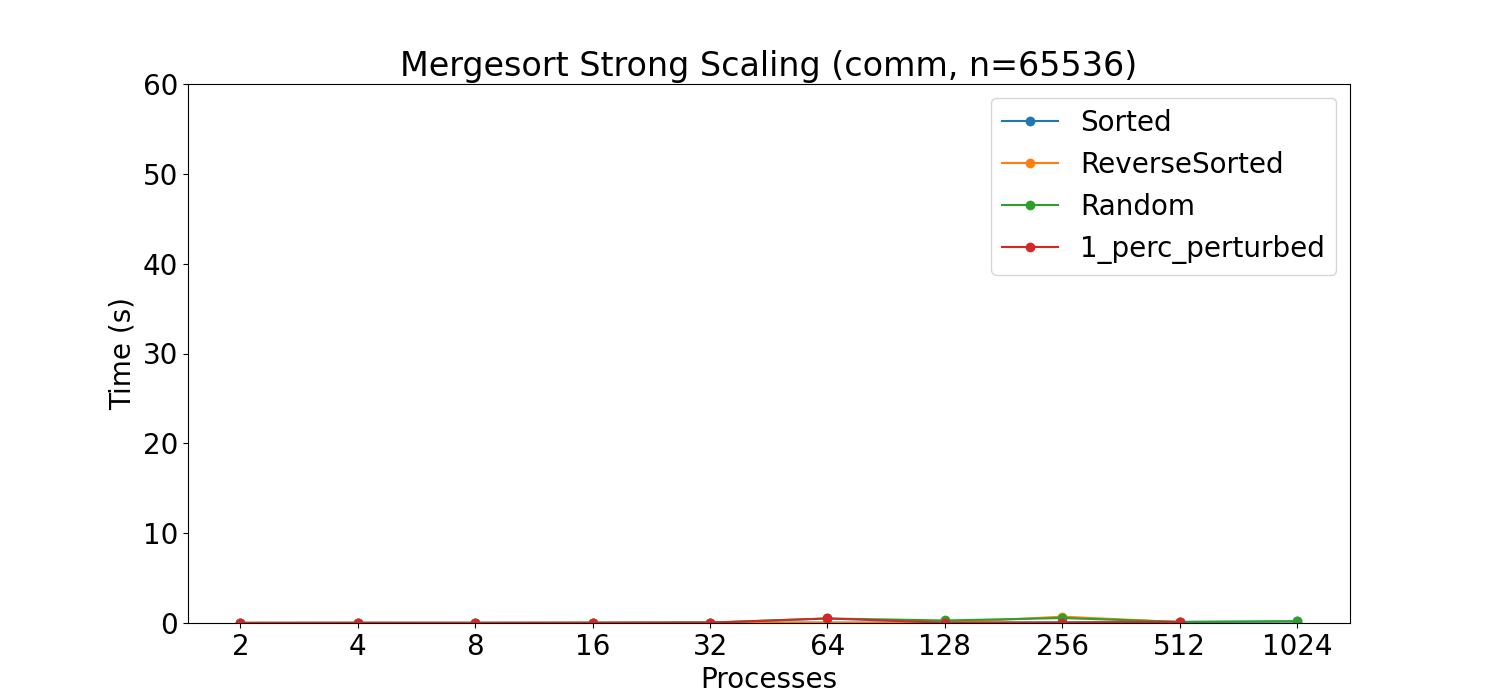 Mergesort Strong Scaling (comm, n=65536)
60
50
40
30
20
10
0
Time (s)
Sorted
ReverseSorted
Random
1_perc_perturbed
2 4 8 16 32 64 128 256 512 1024
Processes